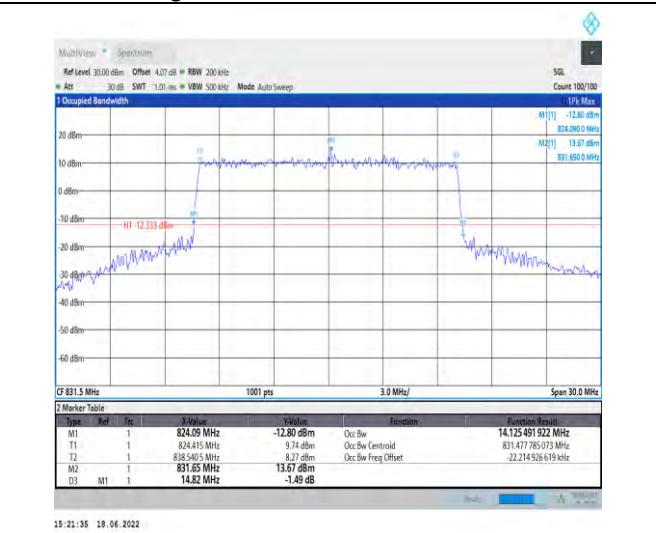 MultiView Spectrum
Ref Level 30.00 dBm Offset 4.07 dB RBW 200 kHz SGL
Att 30 dB SWT 1.01 ms VBW 500 kHz Mode Auto Sweep Count 100/100
1 Occupied Bandwidth 1Pk Max
M1[1] -12.80 dBm
824.090 0 MHz
M2[1] 13.67 dBm
831.650 0 MHz
20 dBm
10 dBm
0 dBm
-10 dBm
H1 -12.333 dBm
-20 dBm
-30 dBm
-40 dBm
-50 dBm
-60 dBm
T1
M2
T2
M1
D3
CF 831.5 MHz 1001 pts 3.0 MHz/ Span 30.0 MHz
2 Marker Table
Type Ref Trc X-Value Y-Value Function Function Result
M1 1 824.09 MHz -12.80 dBm Occ Bw 14.125 491 922 MHz
T1 1 824.415 MHz 9.74 dBm Occ Bw Centroid 831.477 785 073 MHz
T2 1 838.540 5 MHz 8.27 dBm Occ Bw Freq Offset -22.214 926 619 kHz
M2 1 831.65 MHz 13.67 dBm
D3 M1 1 14.82 MHz -1.49 dB
15:21:35 18.06.2022